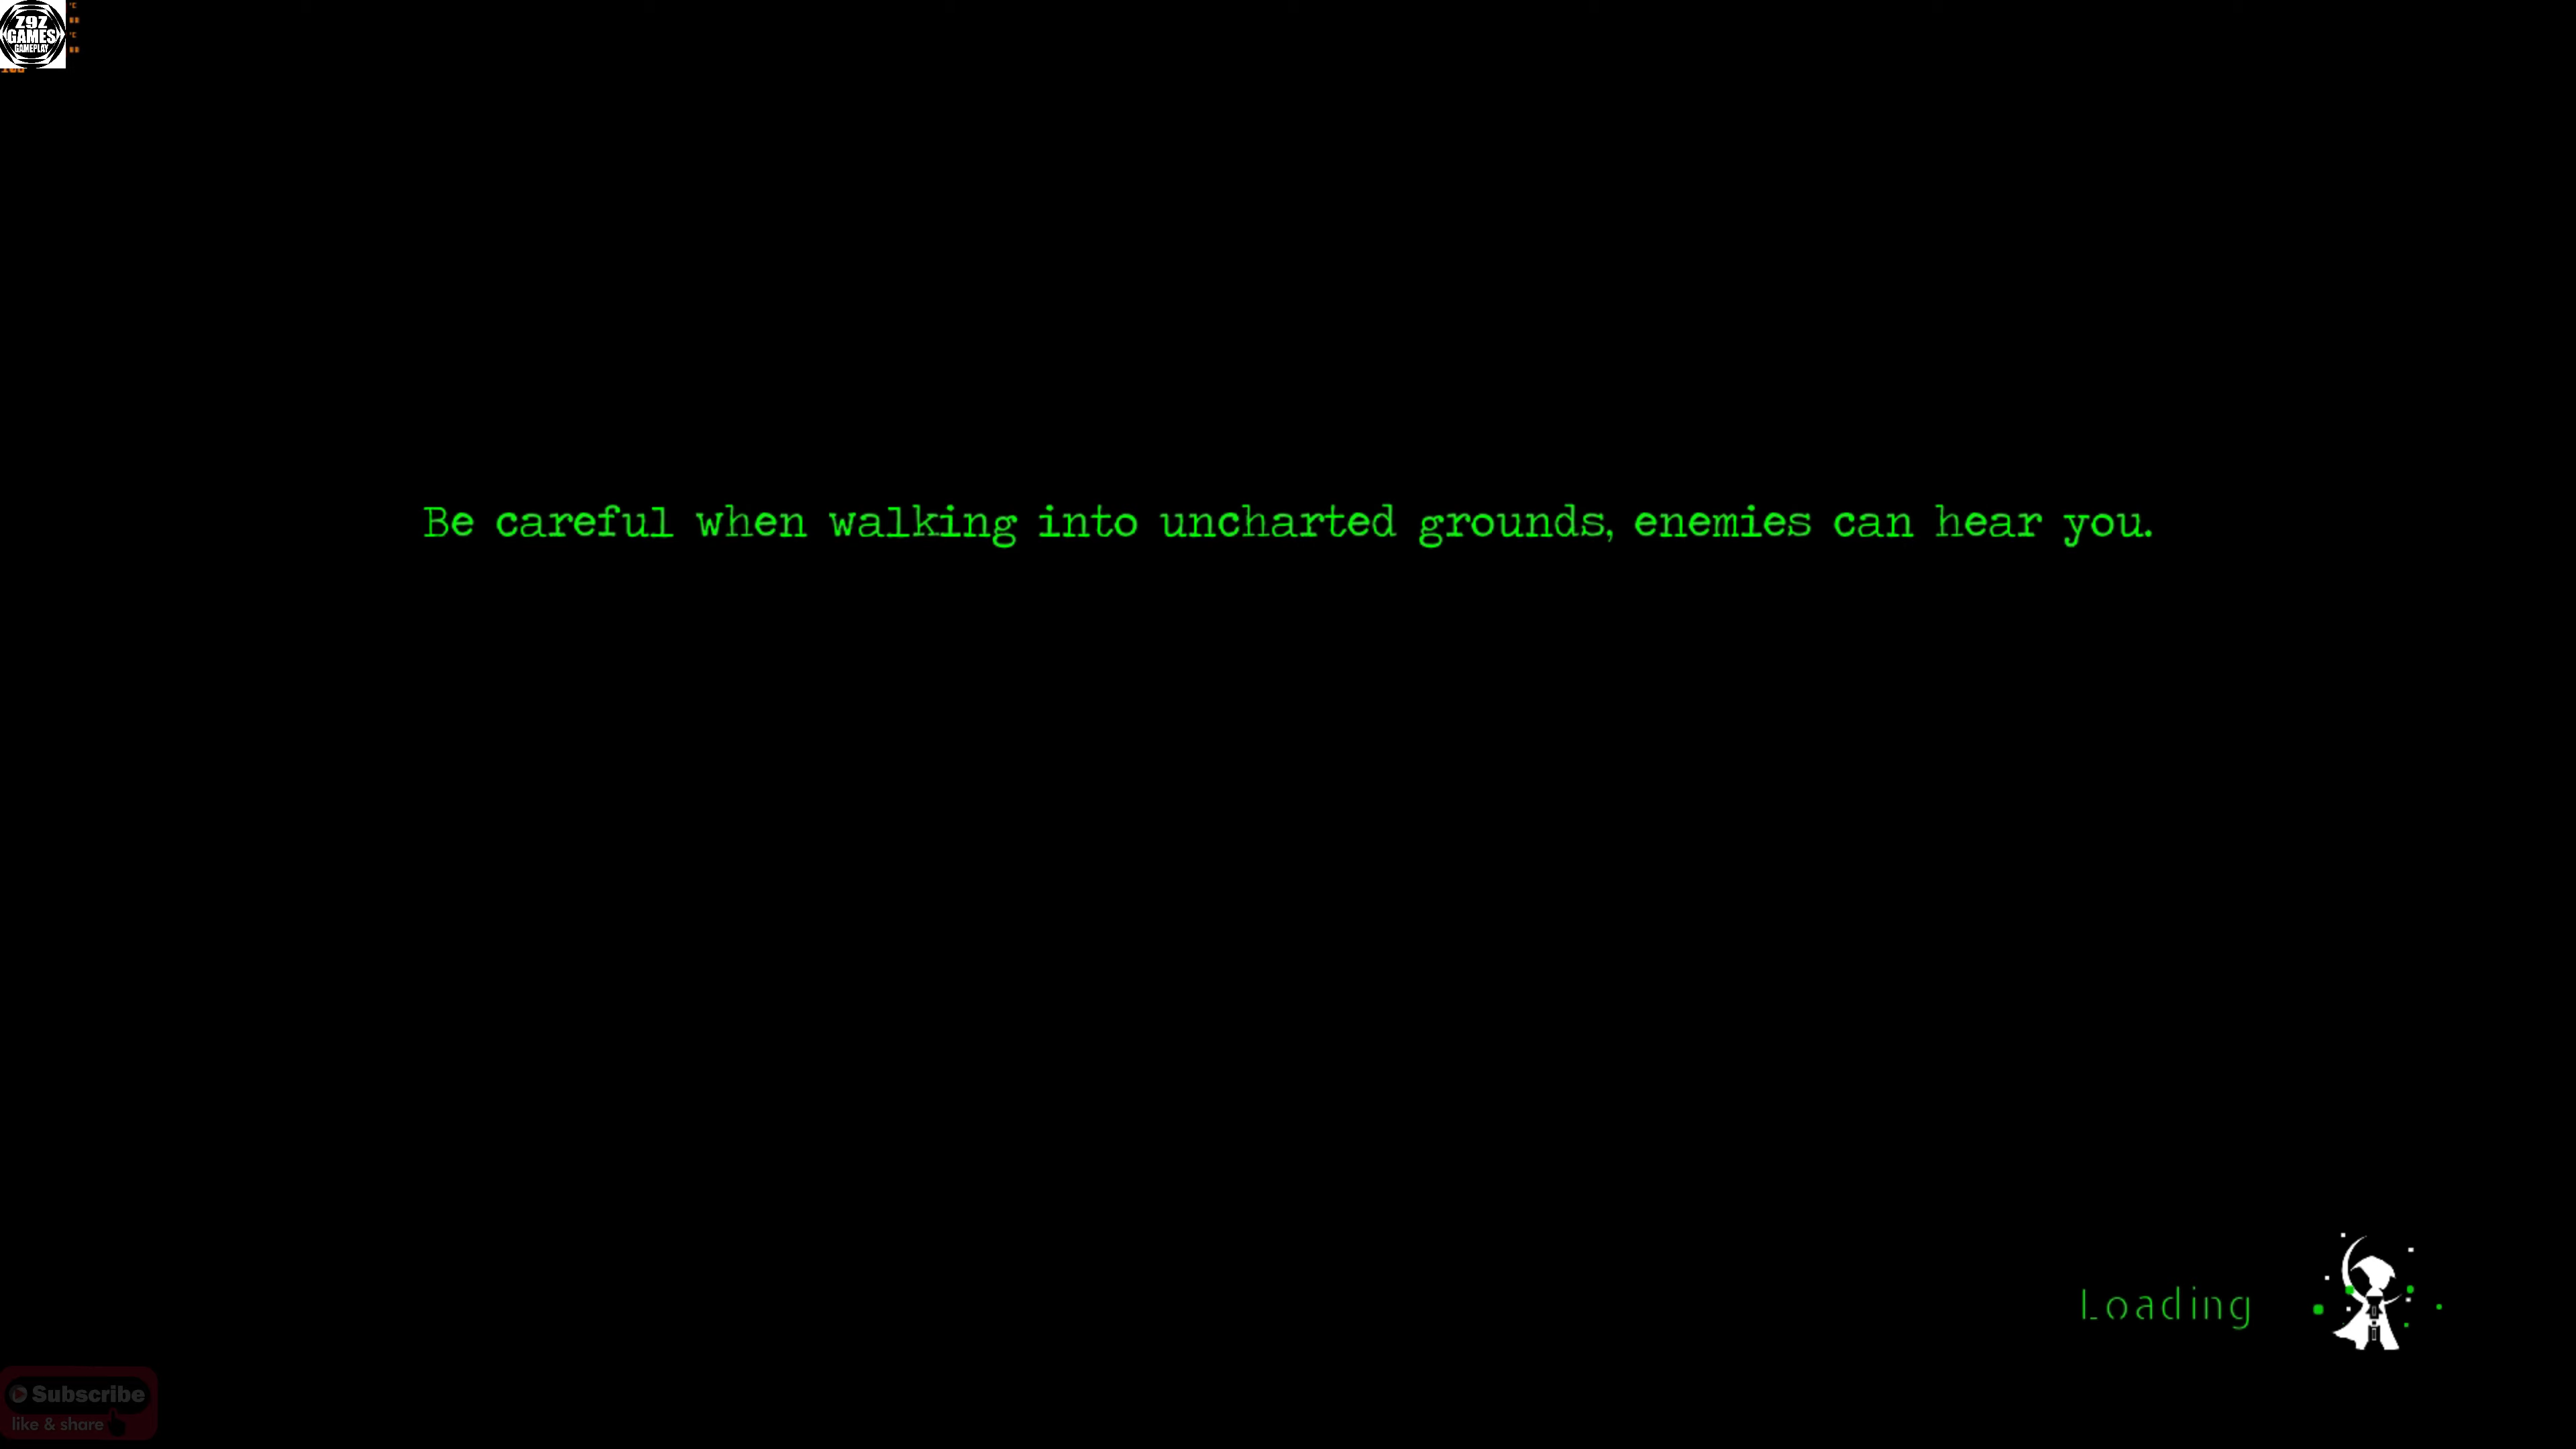 Z9Z
GAMES
GAMEPLAY
°C
°C
Be careful when walking into uncharted grounds, enemies can hear you.
Loading
Subscribe
like & share